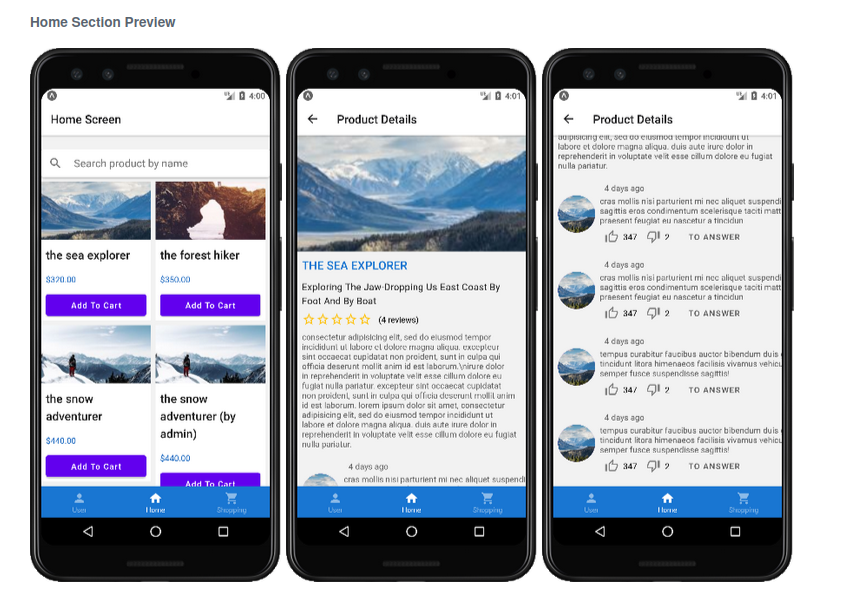 Home Section Preview
4:00
Home Screen
Search product by name
the sea explorer
$320.00
Add To Cart
the forest hiker
$350.00
Add To Cart
the snow
adventurer
$440.00
Add To Cart
the snow
adventurer (by
admin)
$440.00
Add To Cart
User
Home
Shopping
4:01
Product Details
THE SEA EXPLORER
Exploring The Jaw-Dropping Us East Coast By
Foot And By Boat
(4 reviews)
consectetur adipisicing elit, sed do eiusmod tempor
incididunt ut labore et dolore magna aliqua. excepteur
sint occaecat cupidatat non proident, sunt in culpa qui
officia deserunt mollit anim id est laborum.\nirure dolor
in reprehenderit in voluptate velit esse cillum dolore eu
fugiat nulla pariatur. excepteur sint occaecat cupidatat
non proident, sunt in culpa qui officia deserunt mollit anim
id est laborum. lorem ipsum dolor sit amet, consectetur
adipisicing elit, sed do eiusmod tempor incididunt ut
labore et dolore magna aliqua. duis aute irure dolor in
reprehenderit in voluptate velit esse cillum dolore eu fugiat
nulla pariatur.
4 days ago
cras mollis nisi parturient mi nec aliquet suspendi
User
Home
Shopping
4:01
Product Details
adipisicing elit, sed do eiusmod tempor incididunt ut
labore et dolore magna aliqua. duis aute irure dolor in
reprehenderit in voluptate velit esse cillum dolore eu fugiat
nulla pariatur.
4 days ago
cras mollis nisi parturient mi nec aliquet suspendi
sagittis eros condimentum scelerisque taciti matt
praesent feugiat eu nascetur a tincidun
347 2 TO ANSWER
4 days ago
cras mollis nisi parturient mi nec aliquet suspendi
sagittis eros condimentum scelerisque taciti matt
praesent feugiat eu nascetur a tincidun
347 2 TO ANSWER
4 days ago
tempus curabitur faucibus auctor bibendum duis
tincidunt litora himenaeos facilisis vivamus vehicu
semper fusce suspendisse sagittis!
347 2 TO ANSWER
4 days ago
tempus curabitur faucibus auctor bibendum duis
tincidunt litora himenaeos facilisis vivamus vehicu
semper fusce suspendisse sagittis!
347 2 TO ANSWER
User
Home
Shopping